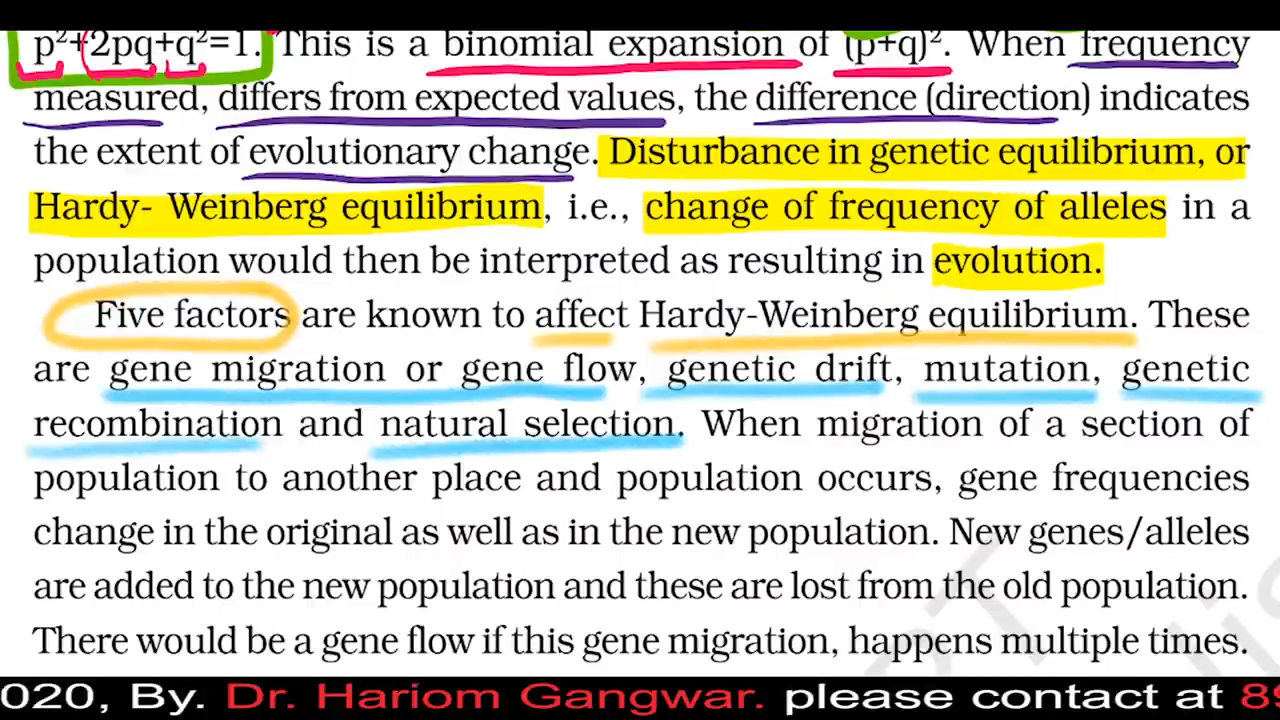 p²+2pq+q²=1. This is a binomial expansion of (p+q)². When frequency
measured, differs from expected values, the difference (direction) indicates
the extent of evolutionary change. Disturbance in genetic equilibrium, or
Hardy- Weinberg equilibrium, i.e., change of frequency of alleles in a
population would then be interpreted as resulting in evolution.
Five factors are known to affect Hardy-Weinberg equilibrium. These
are gene migration or gene flow, genetic drift, mutation, genetic
recombination and natural selection. When migration of a section of
population to another place and population occurs, gene frequencies
change in the original as well as in the new population. New genes/alleles
are added to the new population and these are lost from the old population.
There would be a gene flow if this gene migration, happens multiple times.
020, By. Dr. Hariom Gangwar. please contact at 89